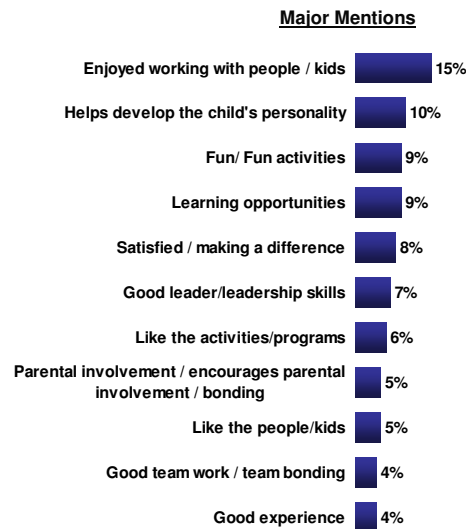 Major Mentions
Enjoyed working with people / kids 15%
Helps develop the child's personality 10%
Fun/ Fun activities 9%
Learning opportunities 9%
Satisfied / making a difference 8%
Good leader/leadership skills 7%
Like the activities/programs 6%
Parental involvement / encourages parental
involvement / bonding 5%
Like the people/kids 5%
Good team work / team bonding 4%
Good experience 4%